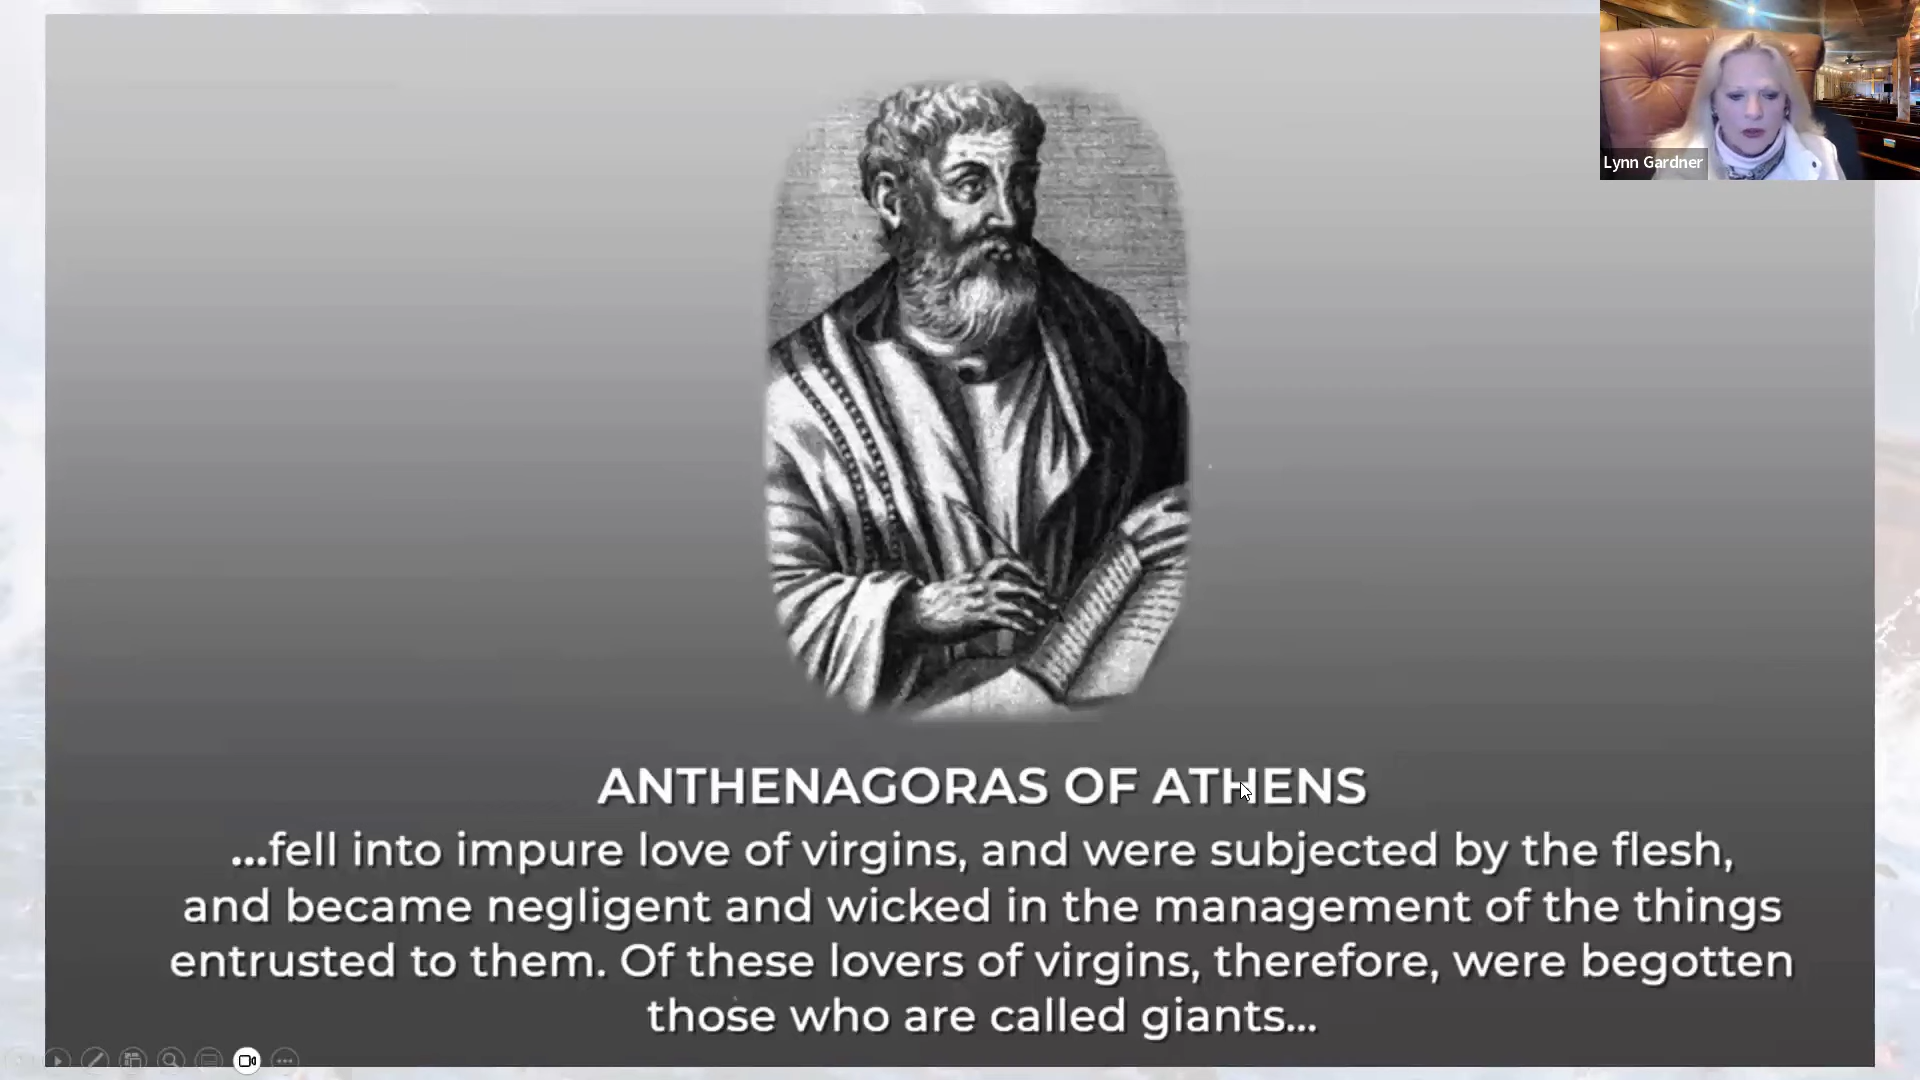 Lynn Gardner
ANTHENAGORAS OF ATHENS
...fell into impure love of virgins, and were subjected by the flesh,
and became negligent and wicked in the management of the things
entrusted to them. Of these lovers of virgins, therefore, were begotten
those who are called giants...